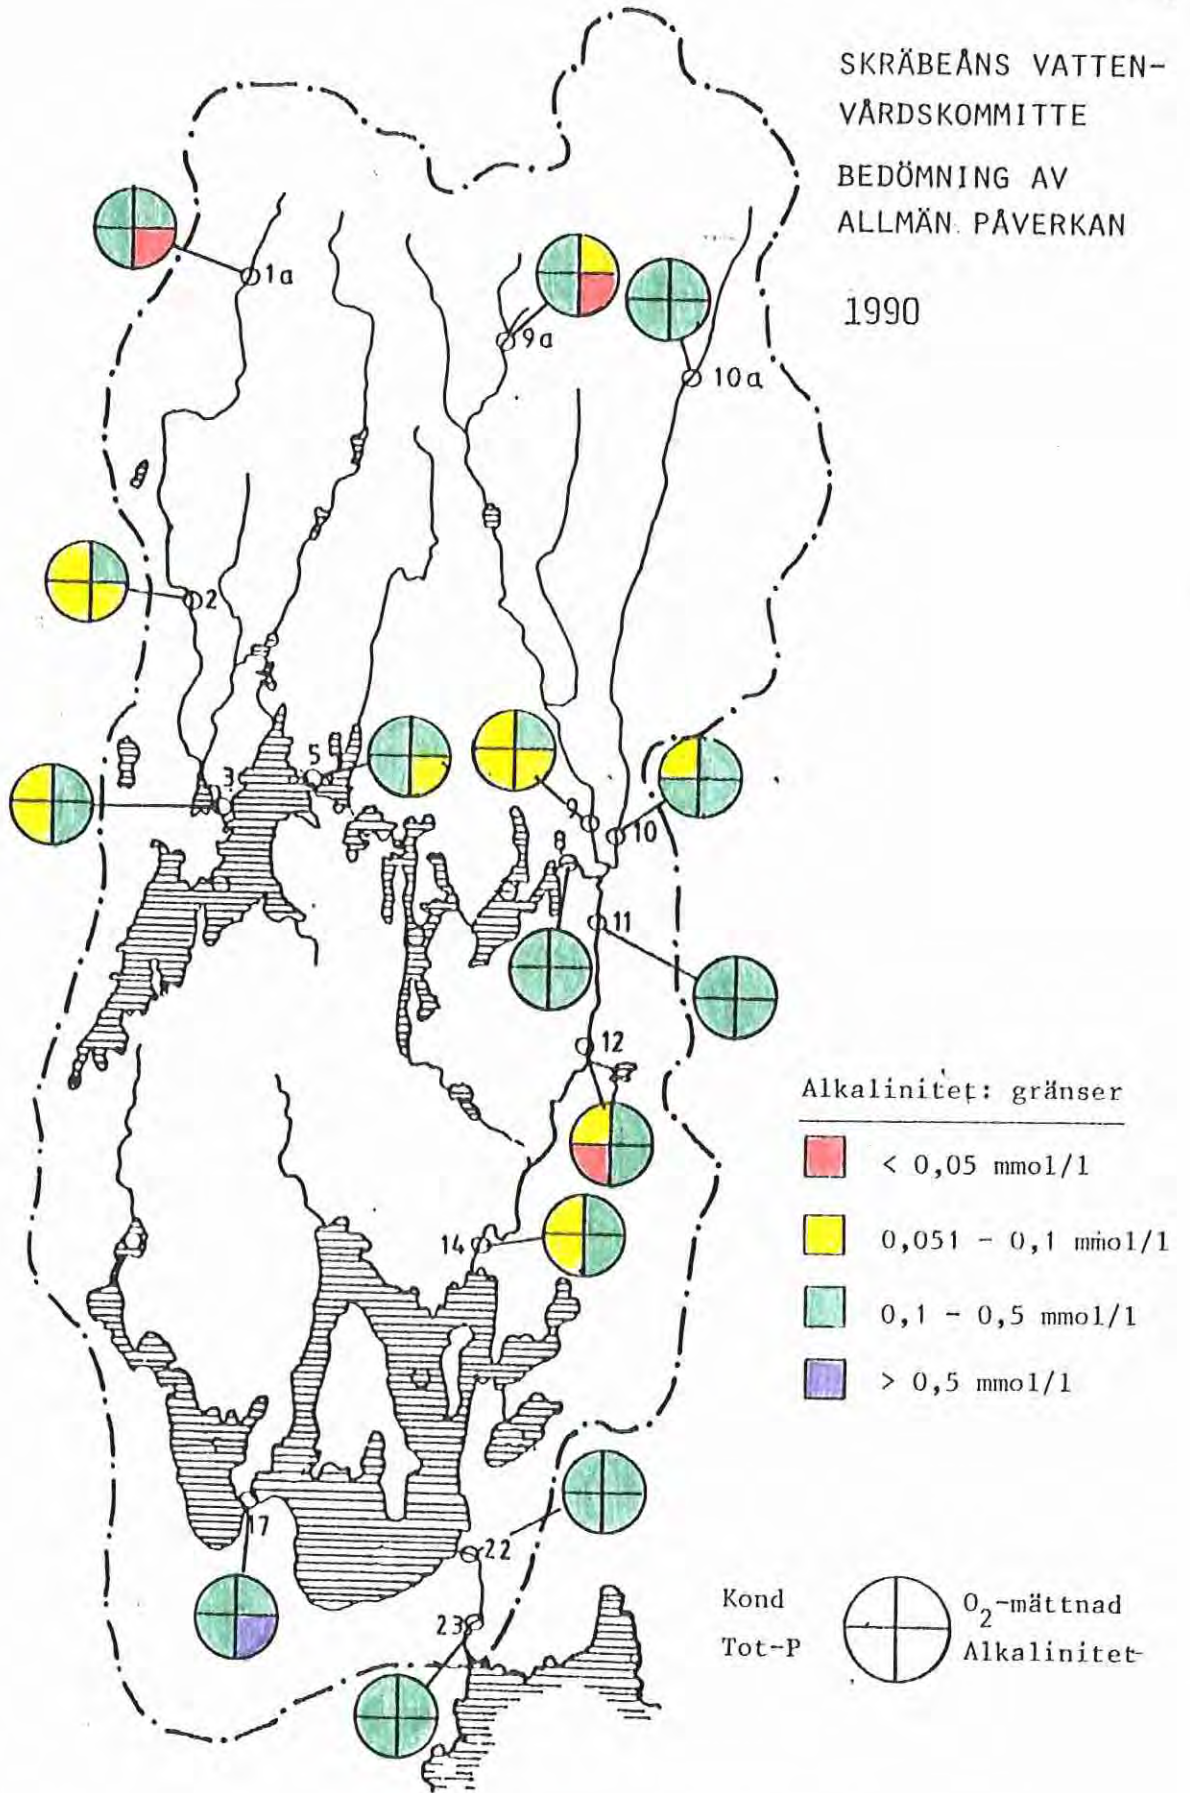 SKRÄBEÅNS VATTEN-
VÅRDSKOMMITTE
BEDÖMNING AV
ALLMÄN PÅVERKAN
1990
1a
9a
10a
2
5
3
9
10
11
12
14
17
22
23
Alkalinitet: gränser
< 0,05 mmol/l
0,051 - 0,1 mmol/l
0,1 - 0,5 mmol/l
> 0,5 mmol/l
Kond O2-mättnad
Tot-P Alkalinitet